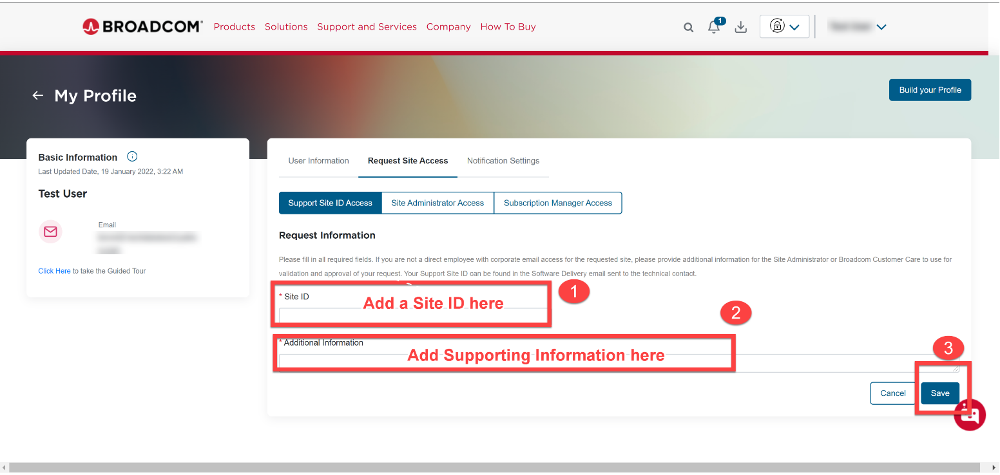 BROADCOM®
Products Solutions Support and Services Company How To Buy
1
My Profile
Build your Profile
Basic Information
Last Updated Date, 19 January 2022, 3:22 AM
Test User
Email
Click Here to take the Guided Tour
User Information Request Site Access Notification Settings
Support Site ID Access Site Administrator Access Subscription Manager Access
Request Information
Please fill in all required fields. If you are not a direct employee with corporate email access for the requested site, please provide additional information for the Site Administrator or Broadcom Customer Care to use for
validation and approval of your request. Your Support Site ID can be found in the Software Delivery email sent to the technical contact.
* Site ID
Add a Site ID here
1
2
* Additional Information
Add Supporting Information here
3
Cancel Save